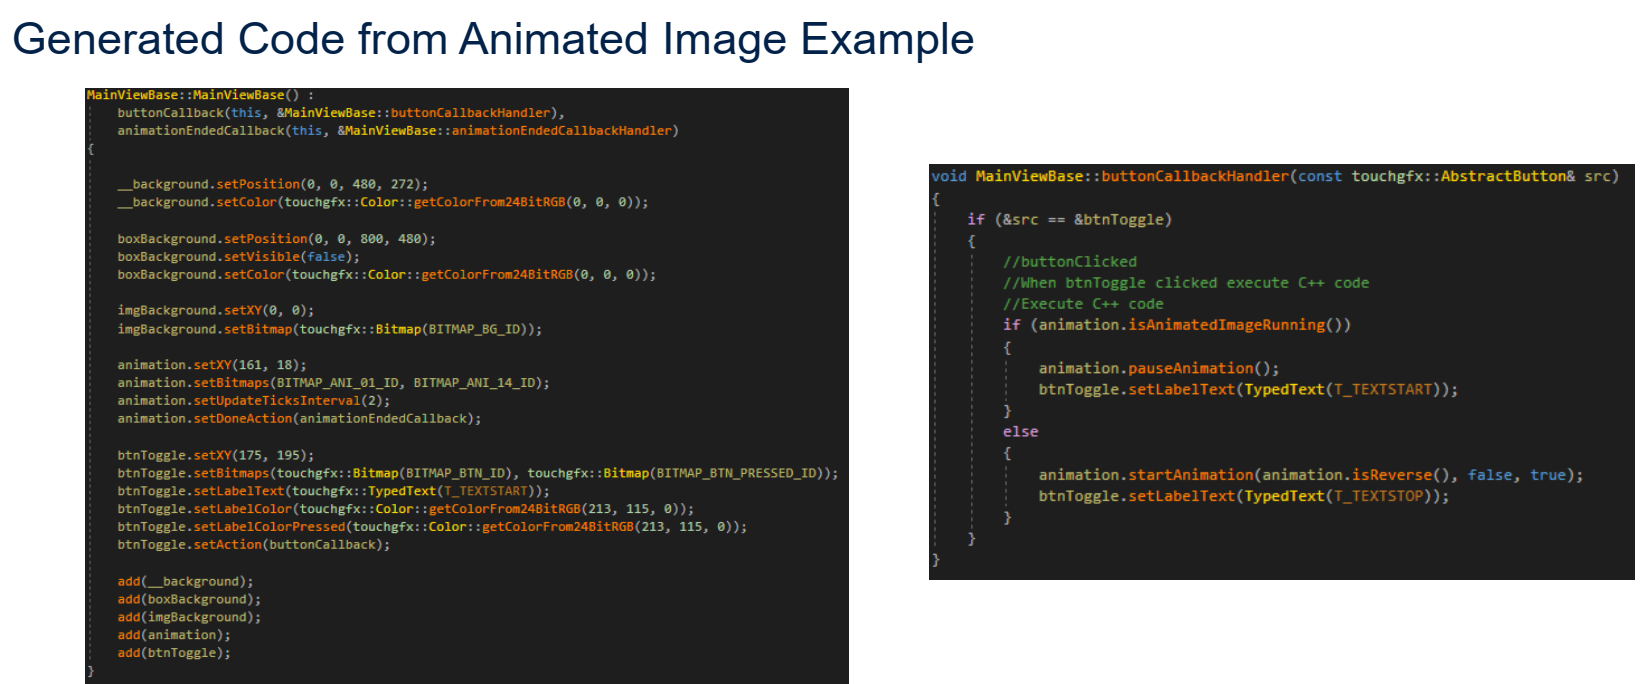 Generated Code from Animated Image Example
MainViewBase::MainViewBase() :
buttonCallback(this, &MainViewBase::buttonCallbackHandler),
animationEndedCallback(this, &MainViewBase::animationEndedCallbackHandler)
{
__background.setPosition(0, 0, 480, 272);
__background.setColor(touchgfx::Color::getColorFrom24BitRGB(0, 0, 0));
boxBackground.setPosition(0, 0, 800, 480);
boxBackground.setVisible(false);
boxBackground.setColor(touchgfx::Color::getColorFrom24BitRGB(0, 0, 0));
imgBackground.setXY(0, 0);
imgBackground.setBitmap(touchgfx::Bitmap(BITMAP_BG_ID));
animation.setXY(161, 18);
animation.setBitmaps(BITMAP_ANI_01_ID, BITMAP_ANI_14_ID);
animation.setUpdateTicksInterval(2);
animation.setDoneAction(animationEndedCallback);
btnToggle.setXY(175, 195);
btnToggle.setBitmaps(touchgfx::Bitmap(BITMAP_BTN_ID), touchgfx::Bitmap(BITMAP_BTN_PRESSED_ID));
btnToggle.setLabelText(touchgfx::TypedText(T_TEXTSTART));
btnToggle.setLabelColor(touchgfx::Color::getColorFrom24BitRGB(213, 115, 0));
btnToggle.setLabelColorPressed(touchgfx::Color::getColorFrom24BitRGB(213, 115, 0));
btnToggle.setAction(buttonCallback);
add(__background);
add(boxBackground);
add(imgBackground);
add(animation);
add(btnToggle);
}
void MainViewBase::buttonCallbackHandler(const touchgfx::AbstractButton& src)
{
if (&src == &btnToggle)
{
//buttonClicked
//When btnToggle clicked execute C++ code
//Execute C++ code
if (animation.isAnimatedImageRunning())
{
animation.pauseAnimation();
btnToggle.setLabelText(TypedText(T_TEXTSTART));
}
else
{
animation.startAnimation(animation.isReverse(), false, true);
btnToggle.setLabelText(TypedText(T_TEXTSTOP));
}
}
}